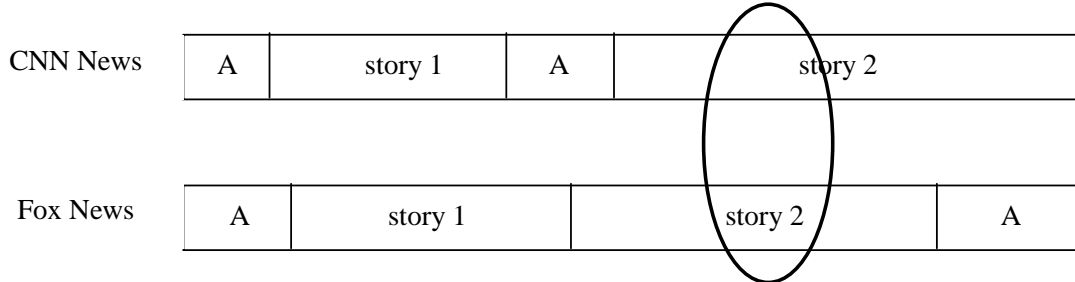 CNN News A story 1 A story 2
Fox News A story 1 story 2 A